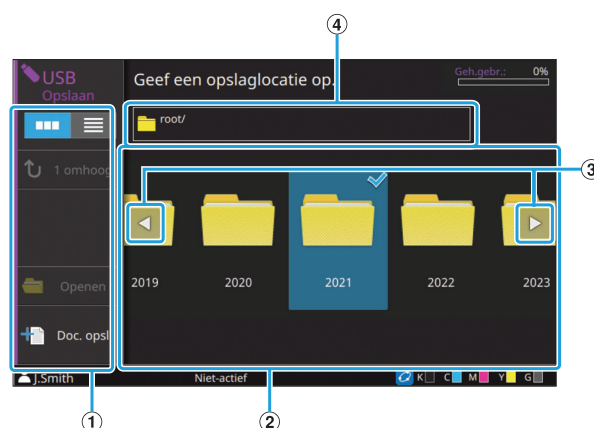 ④
USB
Opslaan
Geef een opslaglocatie op.
Geh.gebr.: 0%
root/
1 omhoog
③
2019 2020 2021 2022 2023
Openen
Doc. opsl
J.Smith Niet-actief K C M Y G
① ②